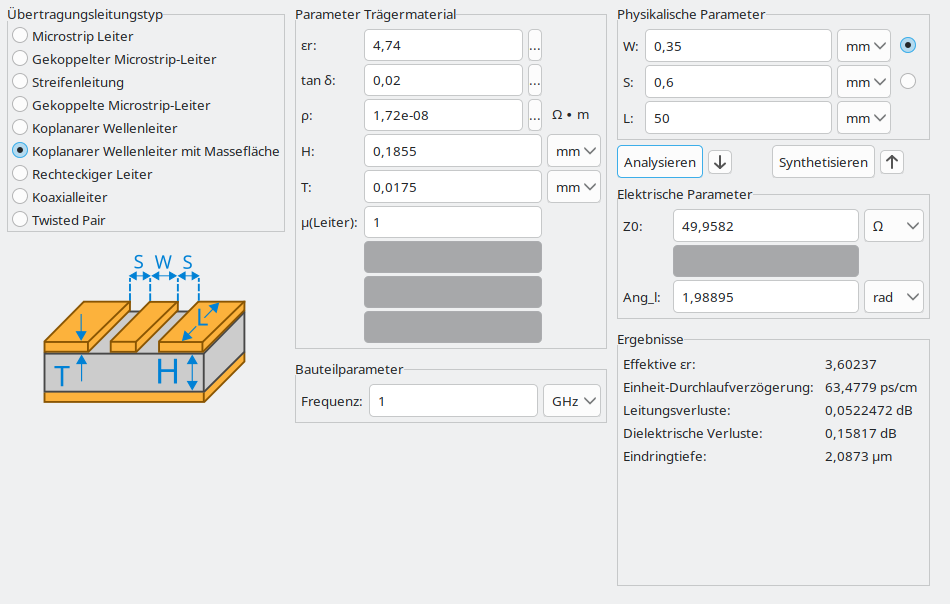 Übertragungsleitungstyp
Microstrip Leiter
Gekoppelter Microstrip-Leiter
Streifenleitung
Gekoppelte Microstrip-Leiter
Koplanarer Wellenleiter
Koplanarer Wellenleiter mit Massefläche
Rechteckiger Leiter
Koaxialleiter
Twisted Pair
S W S
L
T
H
Parameter Trägermaterial
εr: 4,74 ...
tan δ: 0,02 ...
ρ: 1,72e-08 ... Ω • m
H: 0,1855 mm
T: 0,0175 mm
μ(Leiter): 1
Bauteilparameter
Frequenz: 1 GHz
Physikalische Parameter
W: 0,35 mm
S: 0,6 mm
L: 50 mm
Analysieren Synthetisieren
Elektrische Parameter
Z0: 49,9582 Ω
Ang_l: 1,98895 rad
Ergebnisse
Effektive εr: 3,60237
Einheit-Durchlaufverzögerung: 63,4779 ps/cm
Leitungsverluste: 0,0522472 dB
Dielektrische Verluste: 0,15817 dB
Eindringtiefe: 2,0873 µm